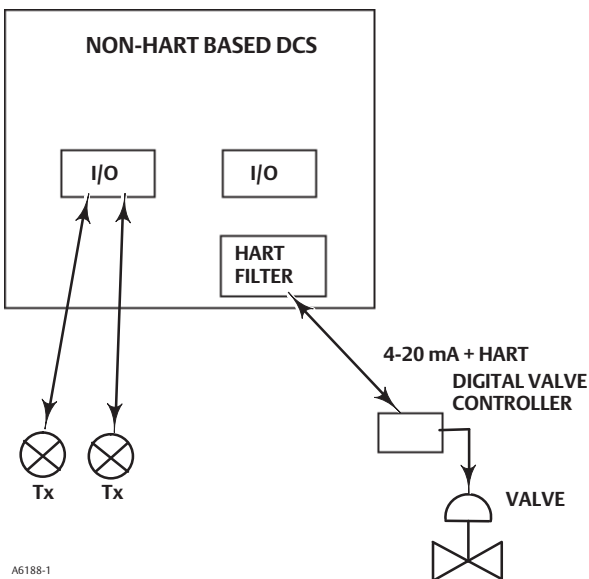 NON-HART BASED DCS
I/O
I/O
HART
FILTER
4-20 mA + HART
DIGITAL VALVE
CONTROLLER
Tx
Tx
VALVE
A6188-1